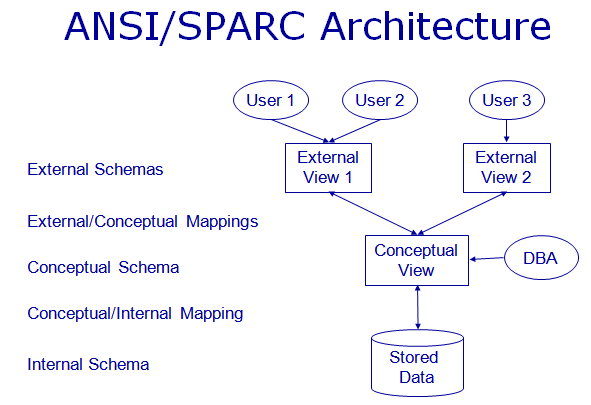 ANSI/SPARC Architecture
User 1
User 2
User 3
External Schemas
External
View 1
External
View 2
External/Conceptual Mappings
Conceptual Schema
Conceptual
View
DBA
Conceptual/Internal Mapping
Internal Schema
Stored
Data